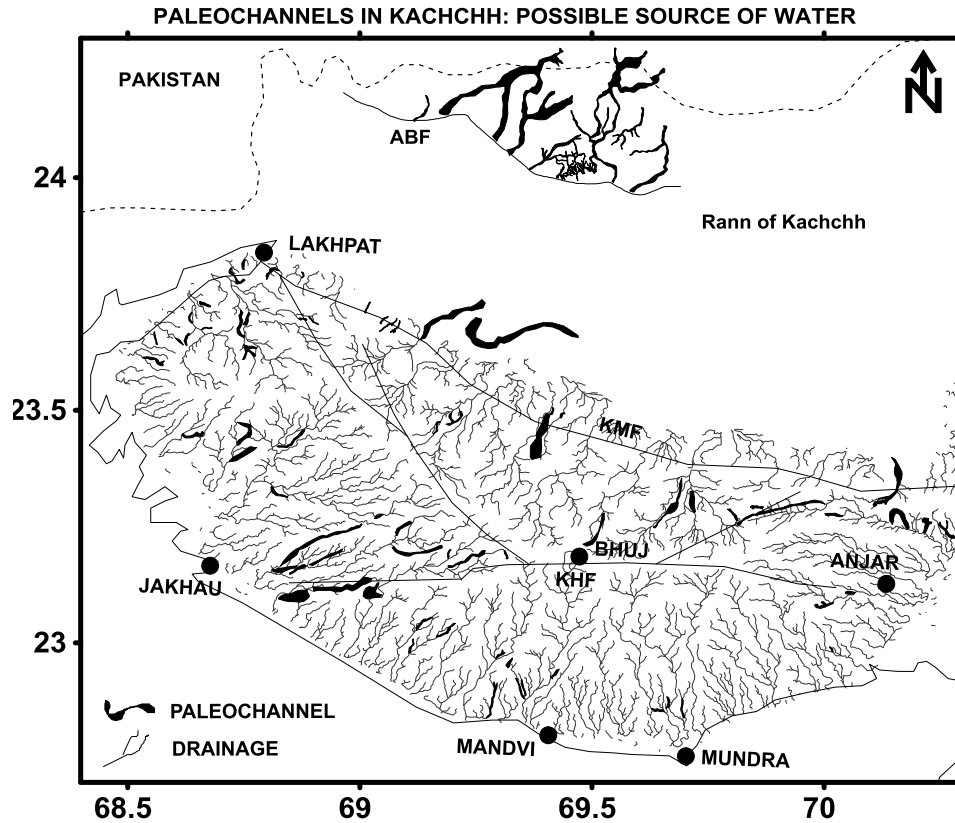 PALEOCHANNELS IN KACHCHH: POSSIBLE SOURCE OF WATER
PAKISTAN
N
ABF
24
Rann of Kachchh
LAKHPAT
23.5
KMF
BHUJ
ANJAR
KHF
JAKHAU
23
PALEOCHANNEL
DRAINAGE
MANDVI
MUNDRA
68.5 69 69.5 70